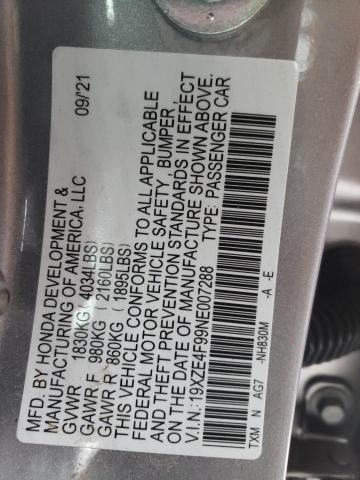 MFD. BY HONDA DEVELOPMENT & 09/21
MANUFACTURING OF AMERICA, LLC
GVWR 1830KG (4034LBS)
GAWR F 980KG (2160LBS)
GAWR R 860KG (1895LBS)
THIS VEHICLE CONFORMS TO ALL APPLICABLE
FEDERAL MOTOR VEHICLE SAFETY, BUMPER,
AND THEFT PREVENTION STANDARDS IN EFFECT
ON THE DATE OF MANUFACTURE SHOWN ABOVE.
V.I.N.: 19XZE4F99NE007288 TYPE: PASSENGER CAR
TXM N AG7 -NH830M -A -E